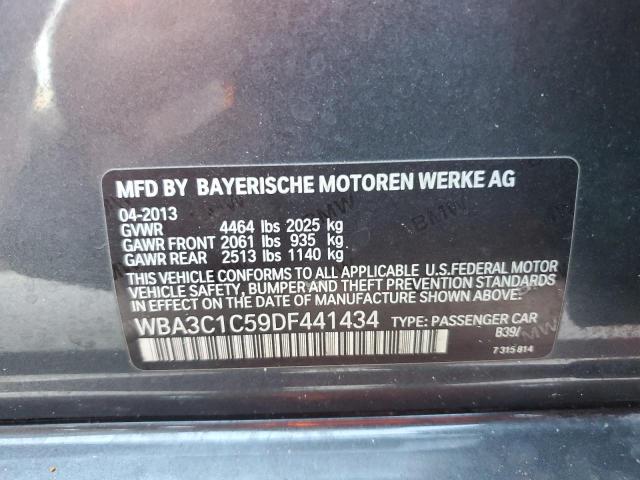 MFD BY BAYERISCHE MOTOREN WERKE AG
04-2013
GVWR 4464 lbs 2025 kg
GAWR FRONT 2061 lbs 935 kg
GAWR REAR 2513 lbs 1140 kg
THIS VEHICLE CONFORMS TO ALL APPLICABLE U.S.FEDERAL MOTOR
VEHICLE SAFETY, BUMPER AND THEFT PREVENTION STANDARDS
IN EFFECT ON THE DATE OF MANUFACTURE SHOWN ABOVE.
WBA3C1C59DF441434 TYPE: PASSENGER CAR
B39/
7 315 814